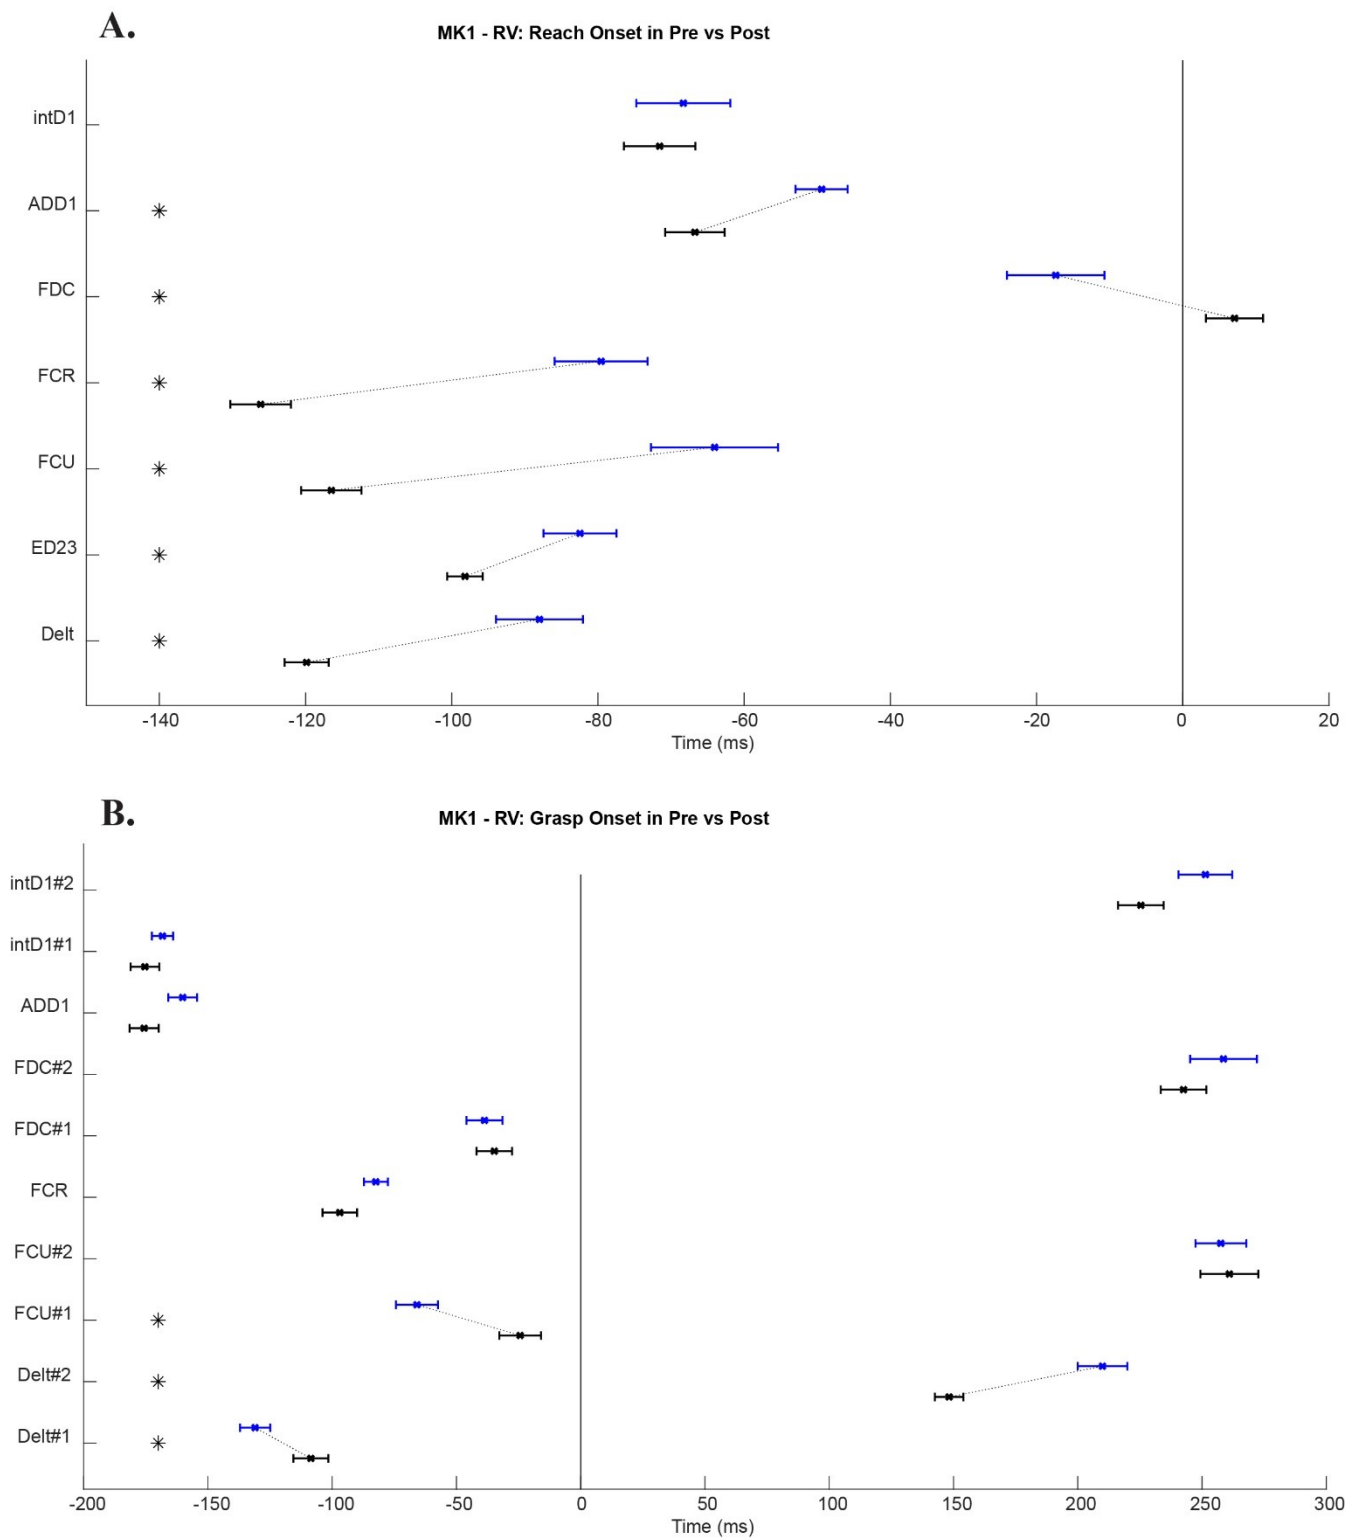 A.
MK1 - RV: Reach Onset in Pre vs Post
intD1
ADD1
FDC
FCR
FCU
ED23
Delt
-140 -120 -100 -80 -60 -40 -20 0 20
Time (ms)
B.
MK1 - RV: Grasp Onset in Pre vs Post
intD1#2
intD1#1
ADD1
FDC#2
FDC#1
FCR
FCU#2
FCU#1
Delt#2
Delt#1
-200 -150 -100 -50 0 50 100 150 200 250 300
Time (ms)